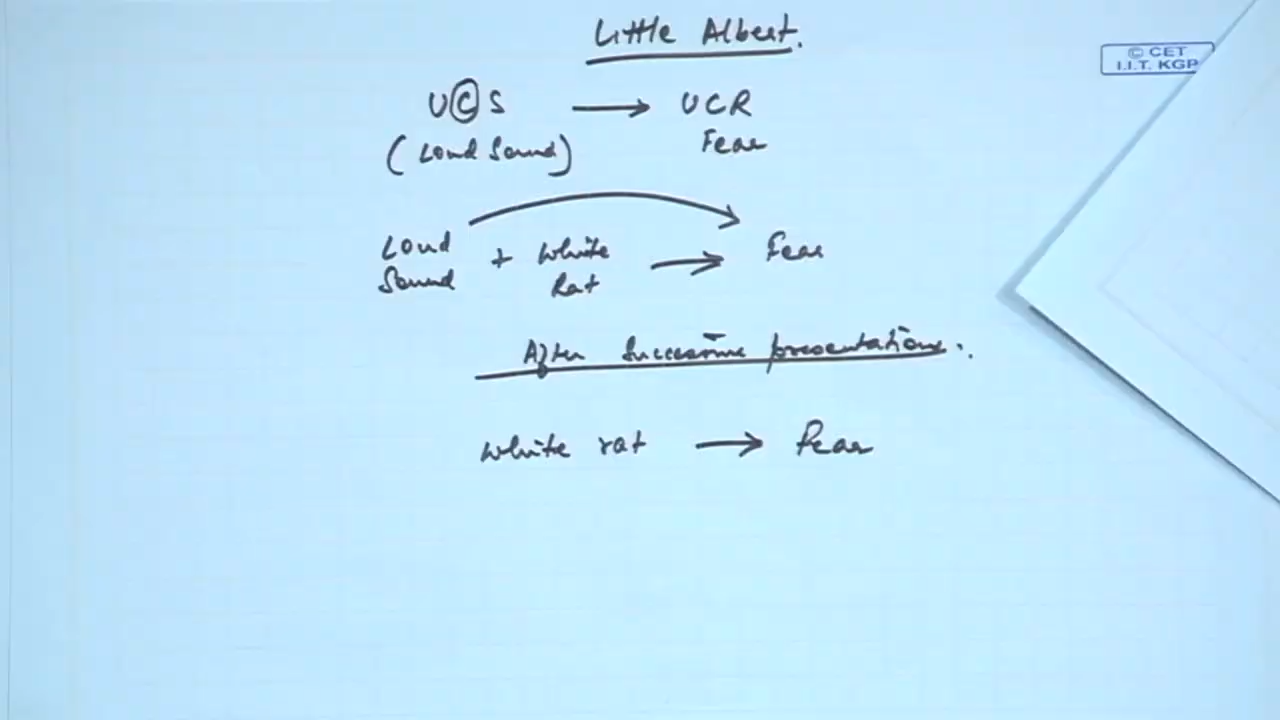 Little Albert.
© CET
I.I.T. KGP
UCS → UCR
(Loud Sound) Fear
Loud Sound + White Rat → Fear
After Successive presentations.
White rat → Fear